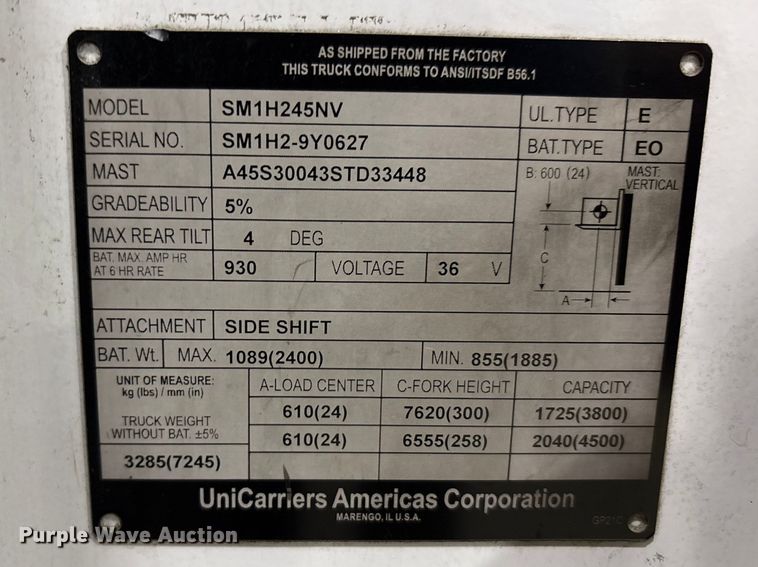 AS SHIPPED FROM THE FACTORY
THIS TRUCK CONFORMS TO ANSI/ITSDF B56.1
MODEL SM1H245NV UL.TYPE E
SERIAL NO. SM1H2-9Y0627 BAT.TYPE EO
MAST A45S30043STD33448 B: 600 (24) MAST: VERTICAL
GRADEABILITY 5%
MAX REAR TILT 4 DEG
C
BAT. MAX. AMP HR
AT 6 HR RATE 930 VOLTAGE 36 V
A
ATTACHMENT SIDE SHIFT
BAT. Wt. MAX. 1089(2400) MIN. 855(1885)
UNIT OF MEASURE:
kg (lbs) / mm (in)
A-LOAD CENTER C-FORK HEIGHT CAPACITY
TRUCK WEIGHT
WITHOUT BAT. ±5%
3285(7245)
610(24) 7620(300) 1725(3800)
610(24) 6555(258) 2040(4500)
UniCarriers Americas Corporation
MARENGO, IL U.S.A.
Purple Wave Auction